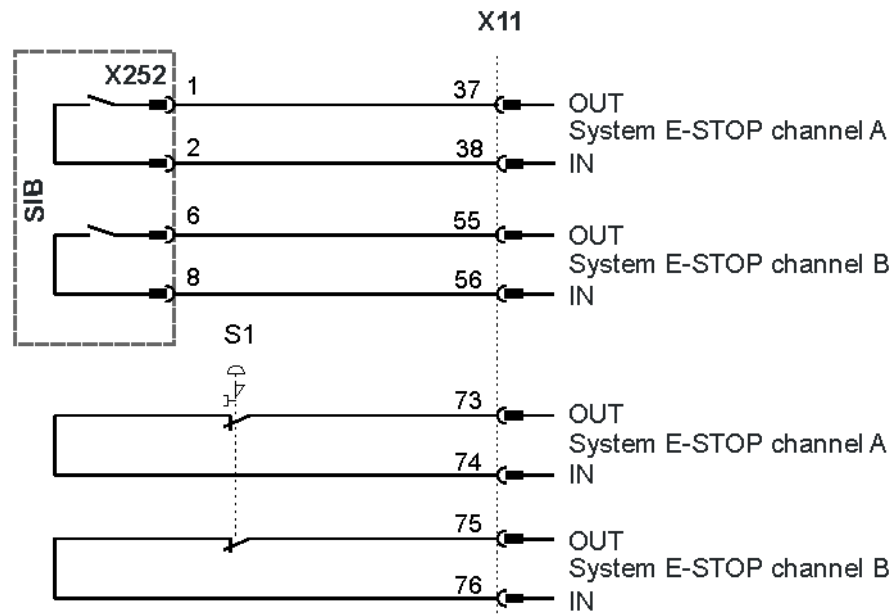 X11
X252
1
37
OUT
System E-STOP channel A
2
38
IN
SIB
6
55
OUT
System E-STOP channel B
8
56
IN
S1
73
OUT
System E-STOP channel A
74
IN
75
OUT
System E-STOP channel B
76
IN